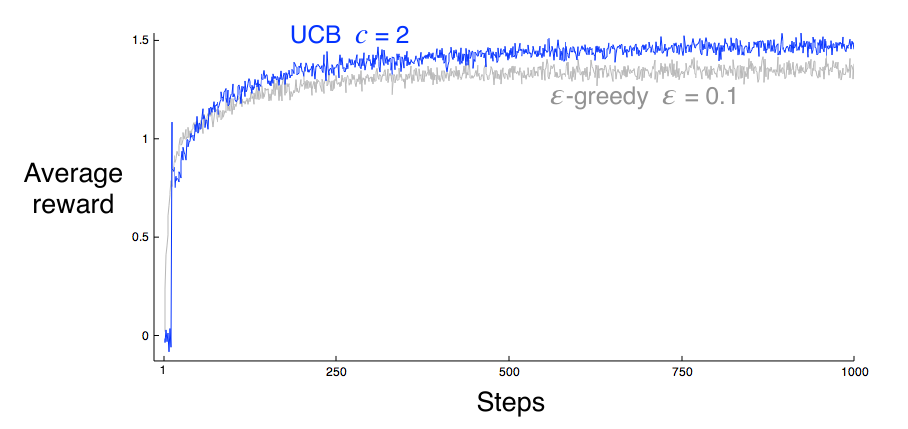 UCB c = 2
1.5
ε-greedy ε = 0.1
1
Average
reward
0.5
0
1 250 500 750 1000
Steps